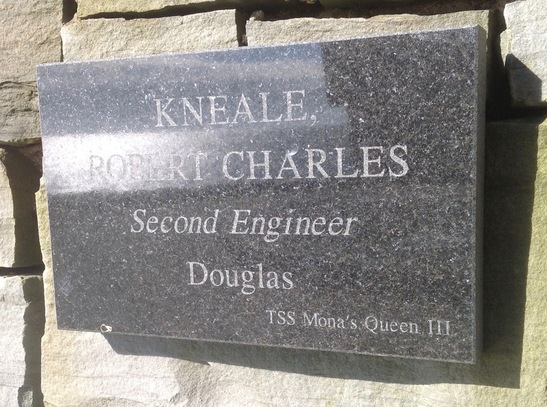 KNEALE,
ROBERT CHARLES
Second Engineer
Douglas
TSS Mona's Queen III